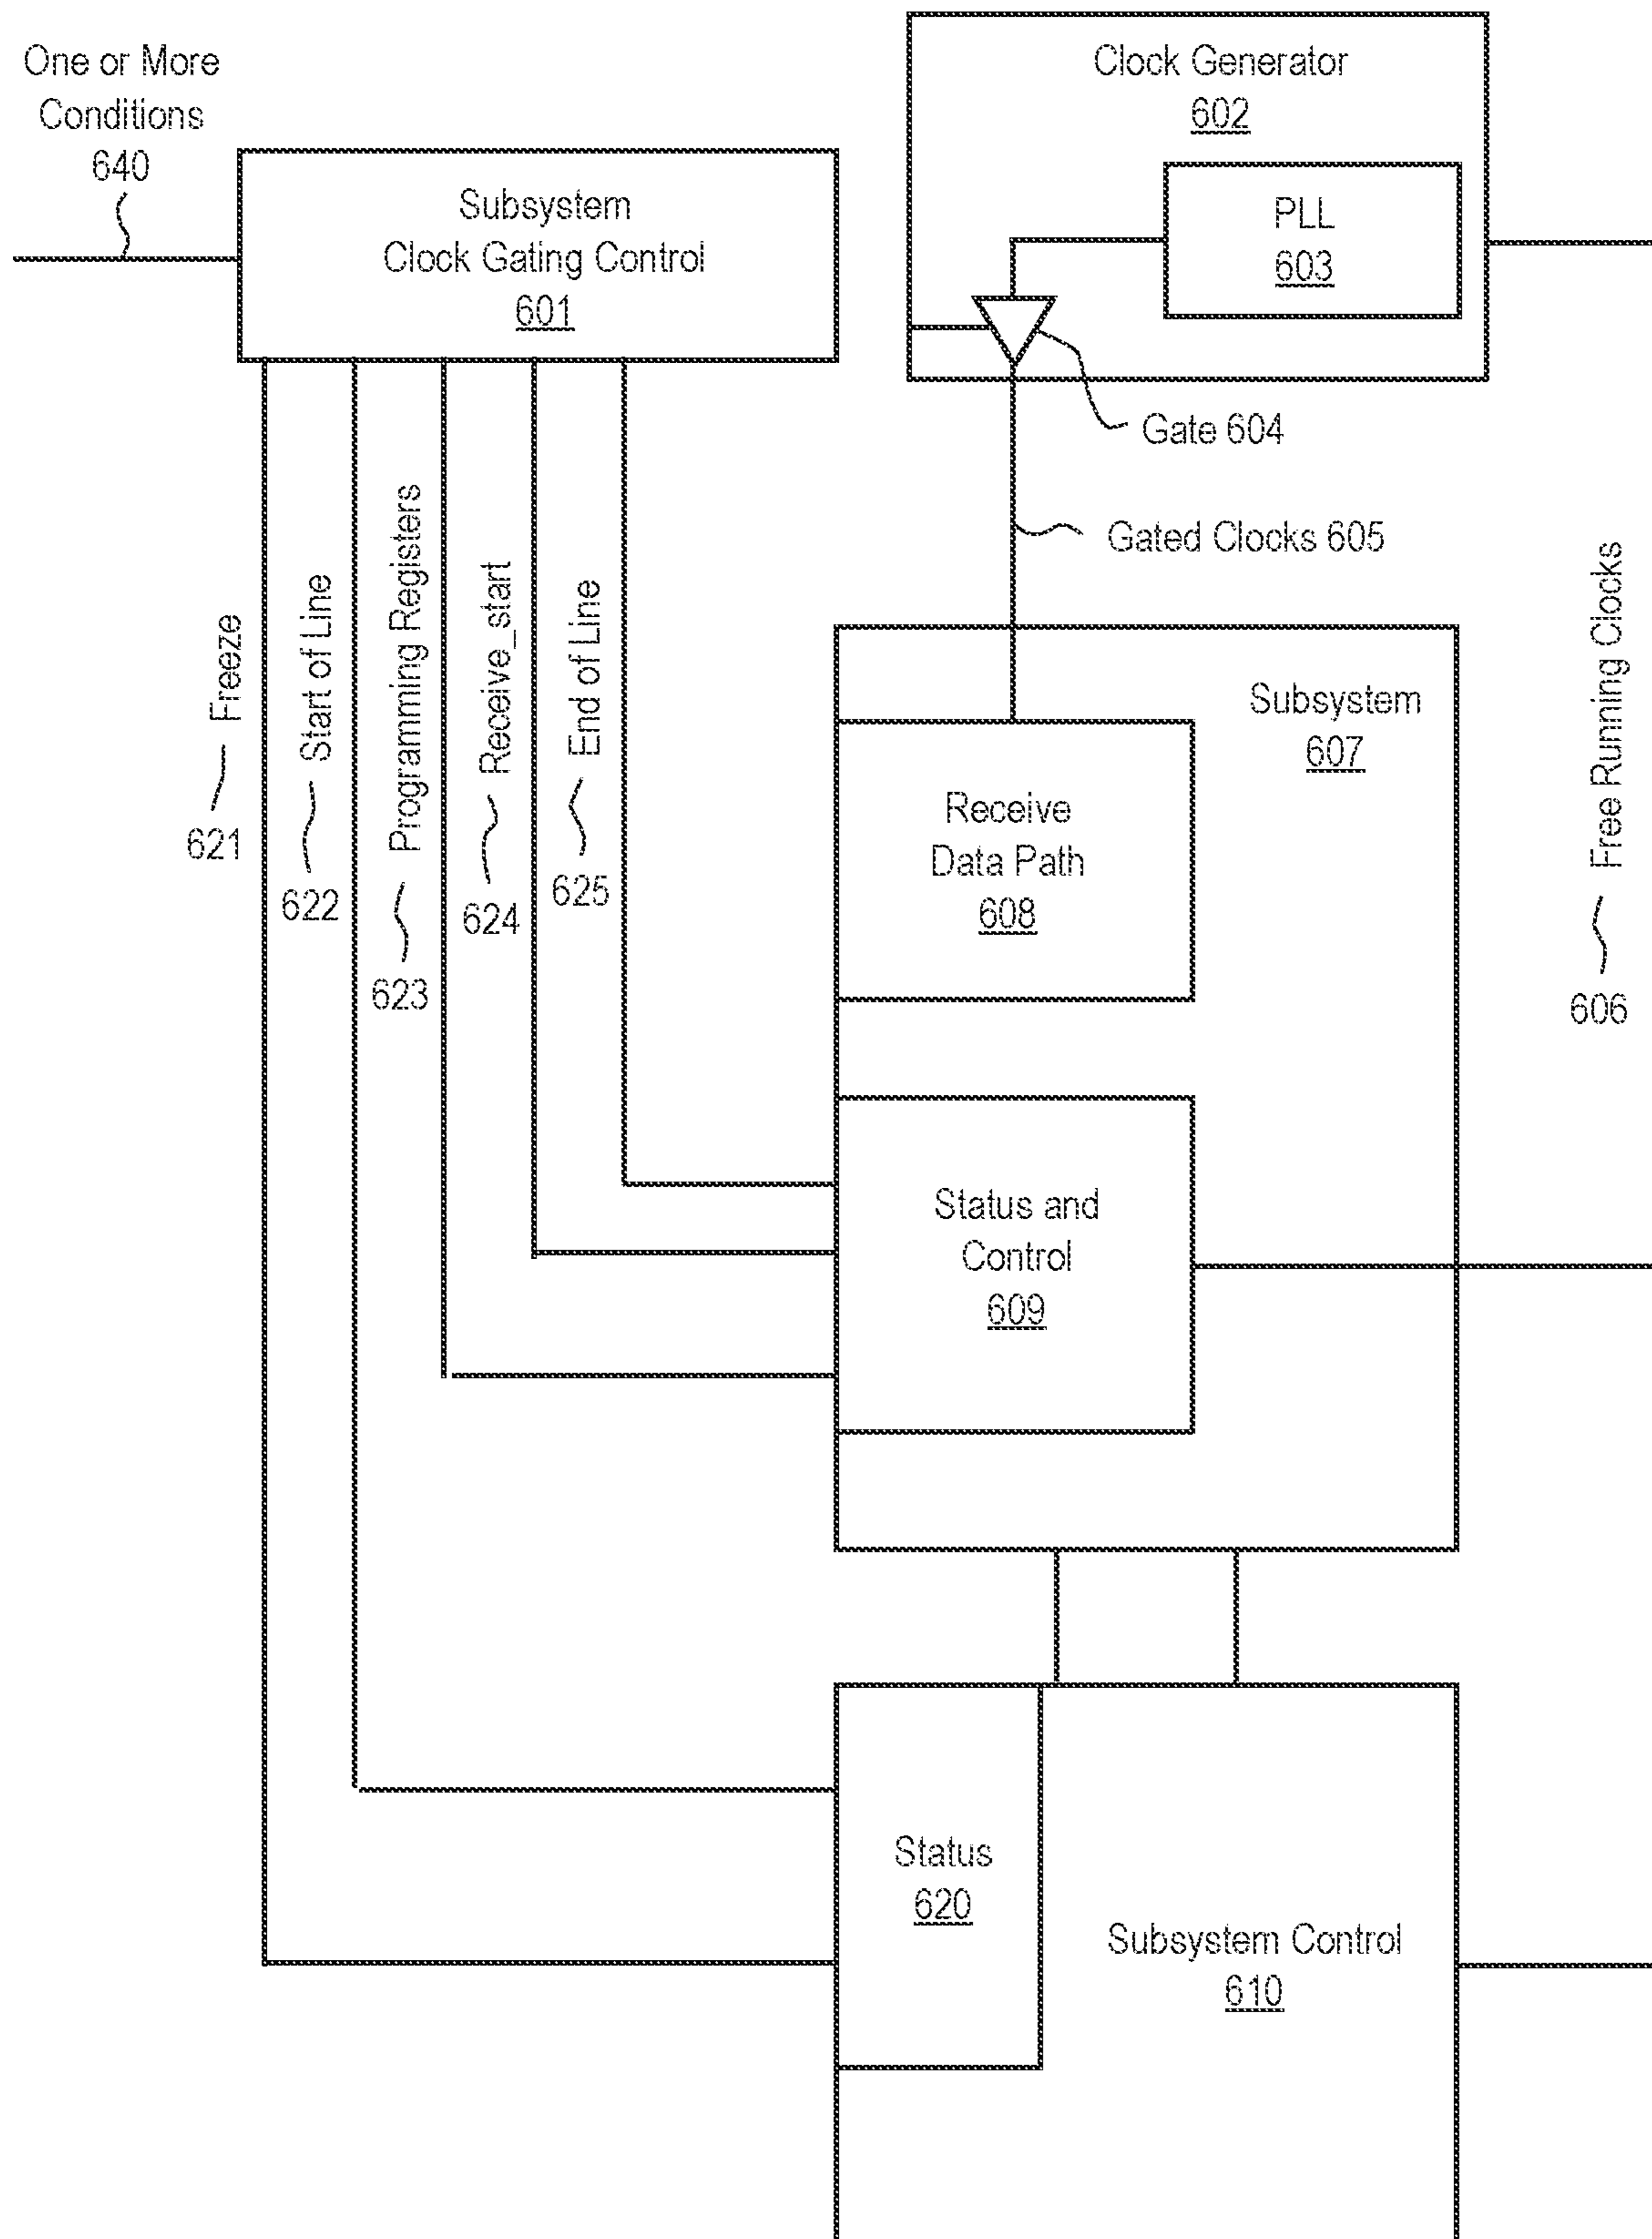 One or More
Conditions
640
Subsystem
Clock Gating Control
601
Clock Generator
602
PLL
603
Gate 604
Gated Clocks 605
Freeze
621
Start of Line
622
Programming Registers
623
Receive_start
624
End of Line
625
Free Running Clocks
606
Subsystem
607
Receive
Data Path
608
Status and
Control
609
Status
620
Subsystem Control
610